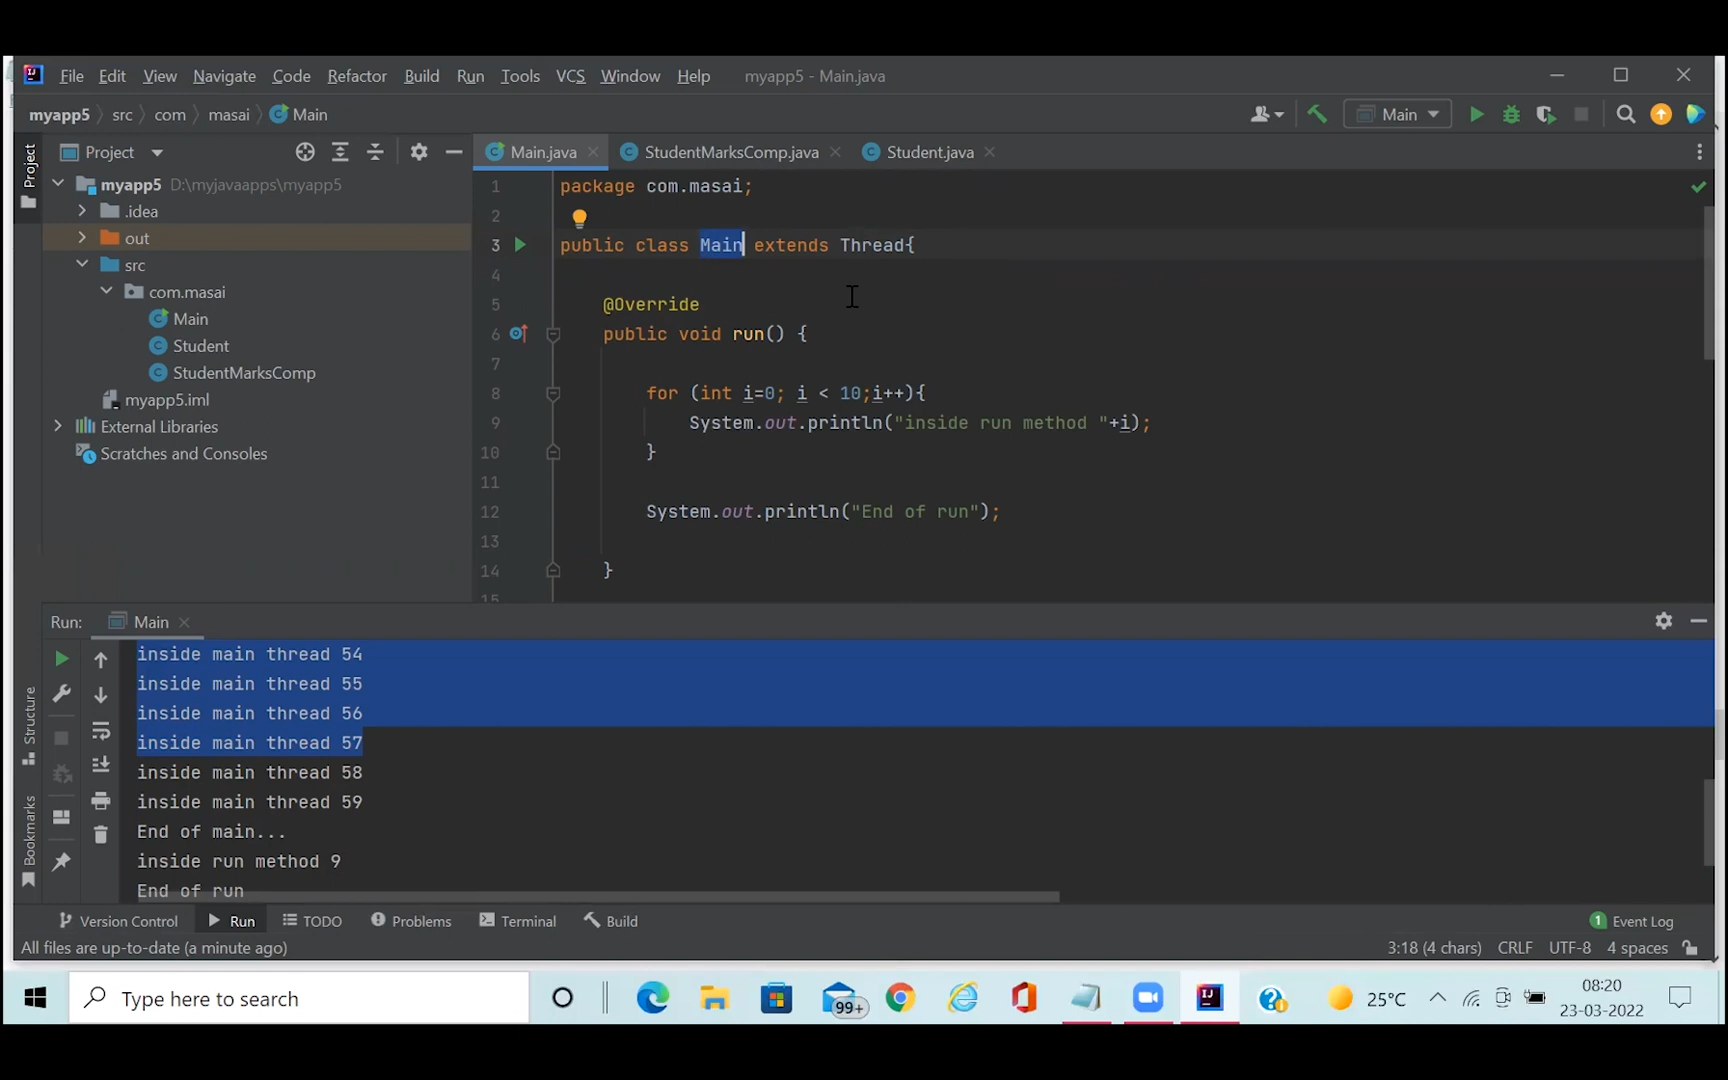 File Edit View Navigate Code Refactor Build Run Tools VCS Window Help myapp5 - Main.java
myapp5 src com masai Main Main
Project Main.java StudentMarksComp.java Student.java
Project
myapp5 D:\myjavaapps\myapp5
.idea
out
src
com.masai
Main
Student
StudentMarksComp
myapp5.iml
External Libraries
Scratches and Consoles
1 package com.masai;
2
3 public class Main extends Thread{
4
5 @Override
6 public void run() {
7
8 for (int i=0; i < 10;i++){
9 System.out.println("inside run method "+i);
10 }
11
12 System.out.println("End of run");
13
14 }
15
Run: Main
inside main thread 54
inside main thread 55
inside main thread 56
inside main thread 57
inside main thread 58
inside main thread 59
End of main...
inside run method 9
End of run
Structure
Bookmarks
Version Control Run TODO Problems Terminal Build 1 Event Log
All files are up-to-date (a minute ago) 3:18 (4 chars) CRLF UTF-8 4 spaces
Type here to search 99+ 25°C 08:20
23-03-2022